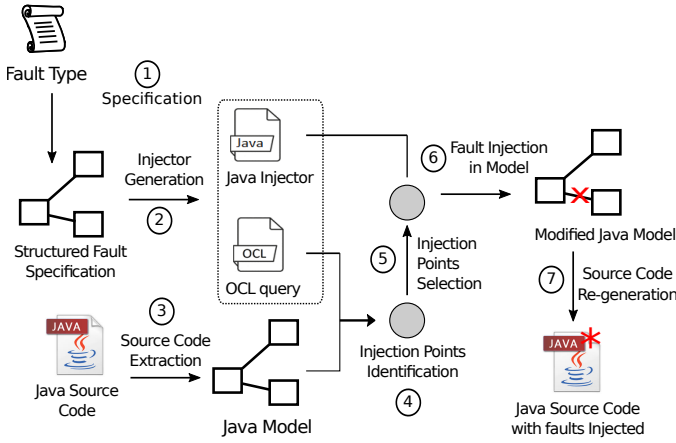 Fault Type
1
Specification
Injector
Generation
2
Structured Fault
Specification
Java
Java Injector
OCL
OCL query
3
Source Code
Extraction
JAVA
Java Source
Code
Java Model
Injection Points
Identification
4
5
Injection
Points
Selection
6
Fault Injection
in Model
Modified Java Model
7
Source Code
Re-generation
JAVA
Java Source Code
with faults Injected